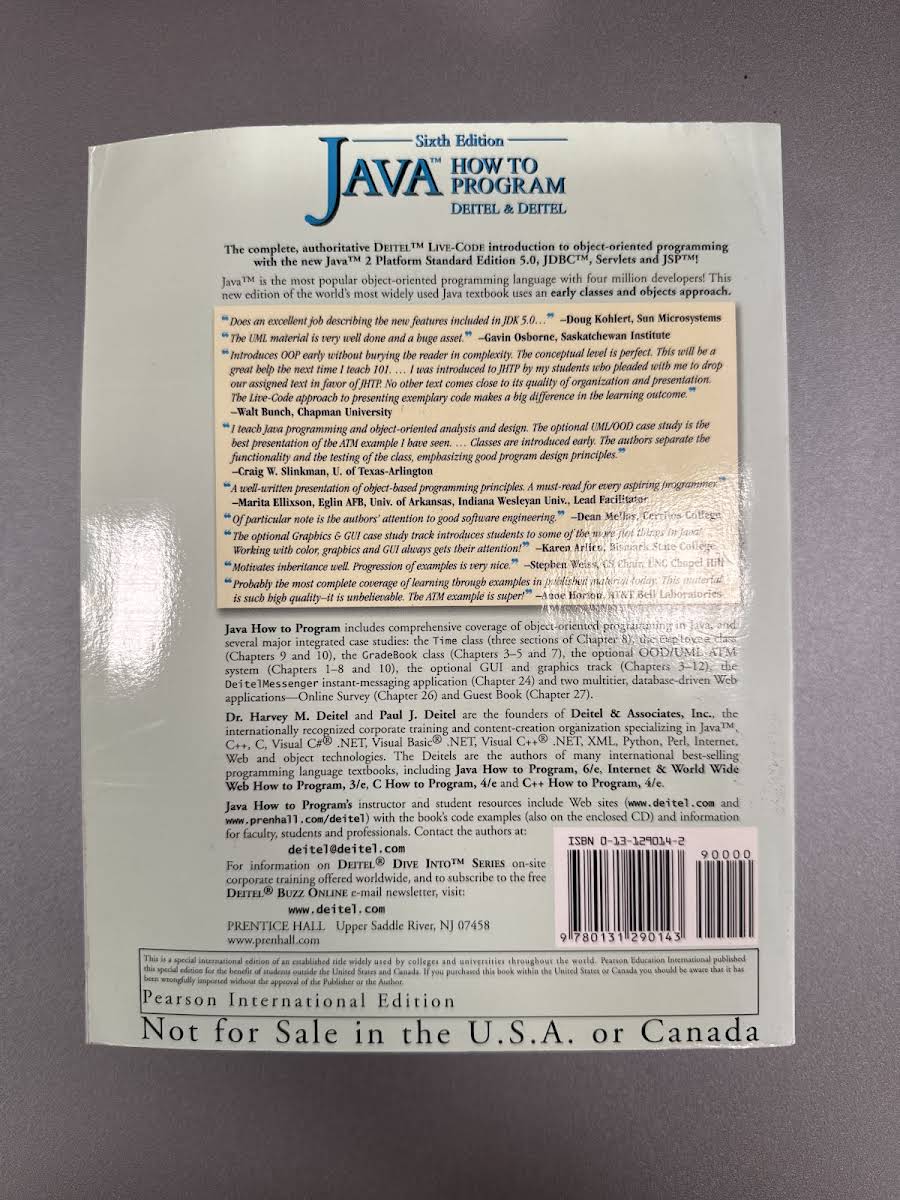 Sixth Edition
JAVA™ HOW TO
PROGRAM
DEITEL & DEITEL
The complete, authoritative DEITEL™ LIVE-CODE introduction to object-oriented programming
with the new Java™ 2 Platform Standard Edition 5.0, JDBC™, Servlets and JSP™!
Java™ is the most popular object-oriented programming language with four million developers! This
new edition of the world's most widely used Java textbook uses an early classes and objects approach.
“Does an excellent job describing the new features included in JDK 5.0…” –Doug Kohlert, Sun Microsystems
“The UML material is very well done and a huge asset.” –Gavin Osborne, Saskatchewan Institute
“Introduces OOP early without burying the reader in complexity. The conceptual level is perfect. This will be a
great help the next time I teach 101. … I was introduced to JHTP by my students who pleaded with me to drop
our assigned text in favor of JHTP. No other text comes close to its quality of organization and presentation.
The Live-Code approach to presenting exemplary code makes a big difference in the learning outcome.”
–Walt Bunch, Chapman University
“I teach Java programming and object-oriented analysis and design. The optional UML/OOD case study is the
best presentation of the ATM example I have seen. … Classes are introduced early. The authors separate the
functionality and the testing of the class, emphasizing good program design principles.”
–Craig W. Slinkman, U. of Texas-Arlington
“A well-written presentation of object-based programming principles. A must-read for every aspiring programmer.”
–Marita Ellixson, Eglin AFB, Univ. of Arkansas, Indiana Wesleyan Univ., Lead Facilitator
“Of particular note is the authors' attention to good software engineering.” –Dean Mellas, Cerritos College
“The optional Graphics & GUI case study track introduces students to some of the more fun things in Java!
Working with color, graphics and GUI always gets their attention!” –Karen Arlien, Bismark State College
“Motivates inheritance well. Progression of examples is very nice.” –Stephen Weiss, CS Chair, UNC Chapel Hill
“Probably the most complete coverage of learning through examples in published material today. This material
is such high quality–it is unbelievable. The ATM example is super!” –Anne Horton, AT&T Bell Laboratories
Java How to Program includes comprehensive coverage of object-oriented programming in Java, and
several major integrated case studies: the Time class (three sections of Chapter 8), the Employee class
(Chapters 9 and 10), the GradeBook class (Chapters 3–5 and 7), the optional OOD/UML ATM
system (Chapters 1–8 and 10), the optional GUI and graphics track (Chapters 3–12), the
DeitelMessenger instant-messaging application (Chapter 24) and two multitier, database-driven Web
applications—Online Survey (Chapter 26) and Guest Book (Chapter 27).
Dr. Harvey M. Deitel and Paul J. Deitel are the founders of Deitel & Associates, Inc., the
internationally recognized corporate training and content-creation organization specializing in Java™,
C++, C, Visual C#® .NET, Visual Basic® .NET, Visual C++® .NET, XML, Python, Perl, Internet,
Web and object technologies. The Deitels are the authors of many international best-selling
programming language textbooks, including Java How to Program, 6/e, Internet & World Wide
Web How to Program, 3/e, C How to Program, 4/e and C++ How to Program, 4/e.
Java How to Program's instructor and student resources include Web sites (www.deitel.com and
www.prenhall.com/deitel) with the book's code examples (also on the enclosed CD) and information
for faculty, students and professionals. Contact the authors at:
deitel@deitel.com
For information on DEITEL® DIVE INTO™ SERIES on-site
corporate training offered worldwide, and to subscribe to the free
DEITEL® BUZZ ONLINE e-mail newsletter, visit:
www.deitel.com
PRENTICE HALL Upper Saddle River, NJ 07458
www.prenhall.com
ISBN 0-13-129014-2
90000
9 780131 290143
This is a special international edition of an established title widely used by colleges and universities throughout the world. Pearson Education International published
this special edition for the benefit of students outside the United States and Canada. If you purchased this book within the United States or Canada you should be aware that it has
been wrongfully imported without the approval of the Publisher or the Author.
Pearson International Edition
Not for Sale in the U.S.A. or Canada